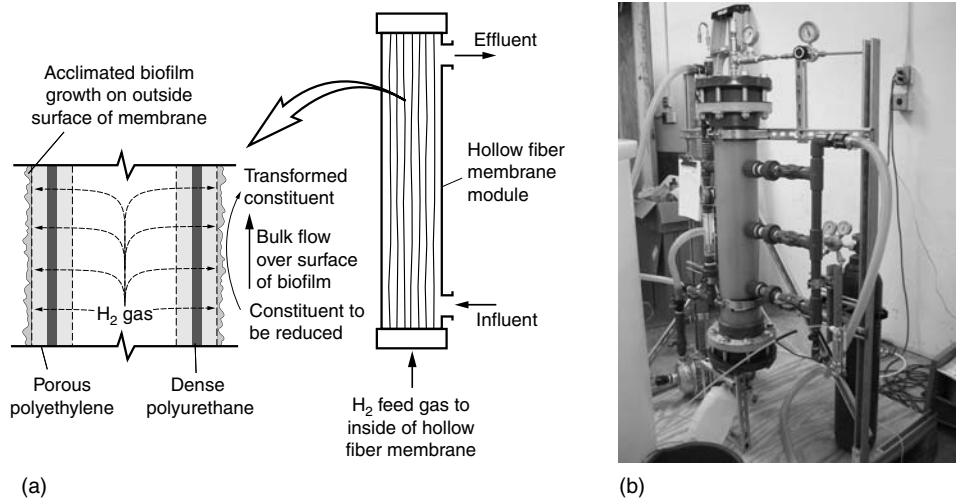 Acclimated biofilm
growth on outside
surface of membrane
Transformed
constituent
Bulk flow
over surface
of biofilm
Constituent to
be reduced
H₂ gas
Porous
polyethylene
Dense
polyurethane
Effluent
Hollow fiber
membrane
module
Influent
H₂ feed gas to
inside of hollow
fiber membrane
(a)
(b)